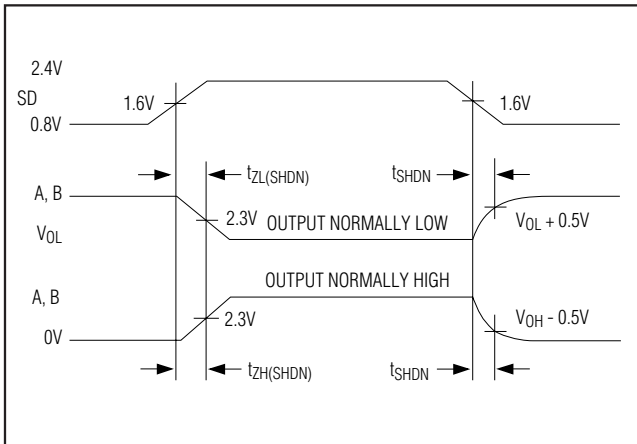 2.4V
SD
1.6V
1.6V
0.8V
tZL(SHDN)
tSHDN
A, B
2.3V
OUTPUT NORMALLY LOW
VOL + 0.5V
VOL
OUTPUT NORMALLY HIGH
A, B
2.3V
VOH - 0.5V
0V
tZH(SHDN)
tSHDN